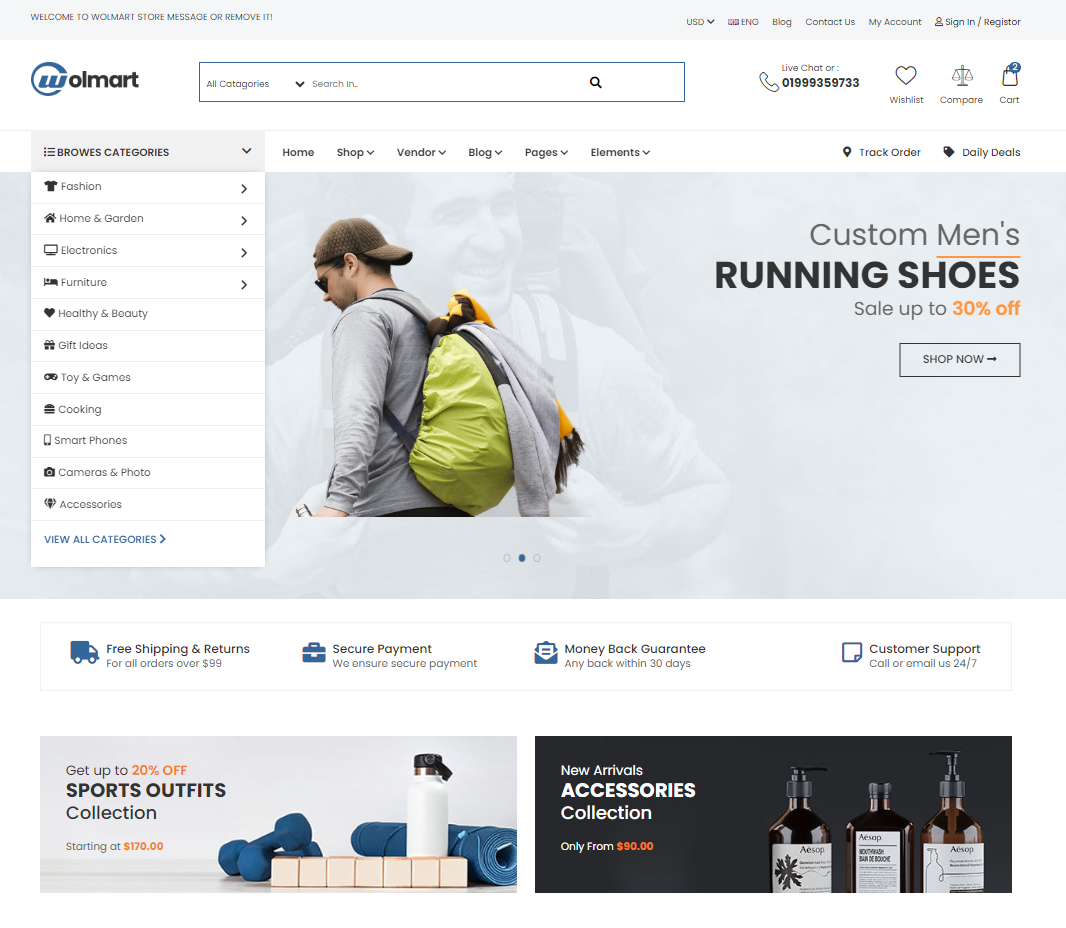 WELCOME TO WOLMART STORE MESSAGE OR REMOVE IT!
USD ENG Blog Contact Us My Account Sign In / Registor
Wolmart
All Catagories Search In..
Live Chat or :
01999359733
Wishlist Compare 2 Cart
BROWES CATEGORIES
Home Shop Vendor Blog Pages Elements Track Order Daily Deals
Fashion
Home & Garden
Electronics
Furniture
Healthy & Beauty
Gift Ideas
Toy & Games
Cooking
Smart Phones
Cameras & Photo
Accessories
VIEW ALL CATEGORIES
Custom Men's
RUNNING SHOES
Sale up to 30% off
SHOP NOW
Free Shipping & Returns
For all orders over $99
Secure Payment
We ensure secure payment
Money Back Guarantee
Any back within 30 days
Customer Support
Call or email us 24/7
Get up to 20% OFF
SPORTS OUTFITS
Collection
Starting at $170.00
New Arrivals
ACCESSORIES
Collection
Only From $90.00
Aēsop.
Aēsop.
MOUTHWASH
BAIN DE BOUCHE
Aēsop.